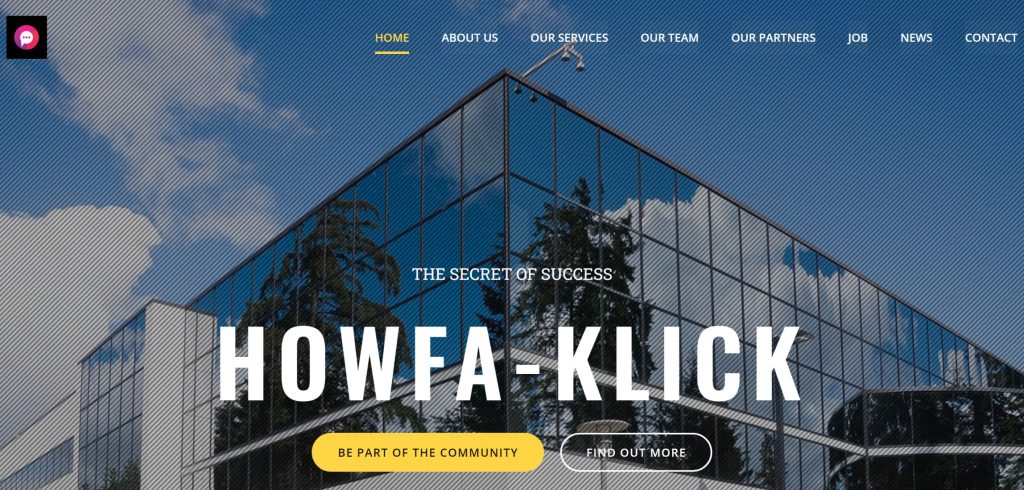 HOME ABOUT US OUR SERVICES OUR TEAM OUR PARTNERS JOB NEWS CONTACT
THE SECRET OF SUCCESS
HOWFA-KLICK
BE PART OF THE COMMUNITY FIND OUT MORE